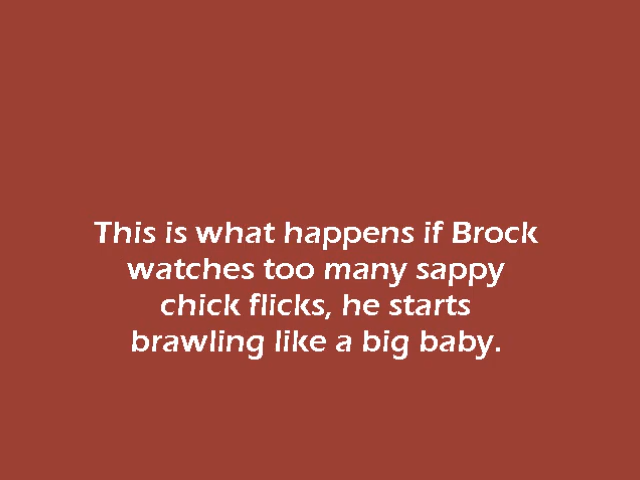 This is what happens if Brock
watches too many sappy
chick flicks, he starts
brawling like a big baby.